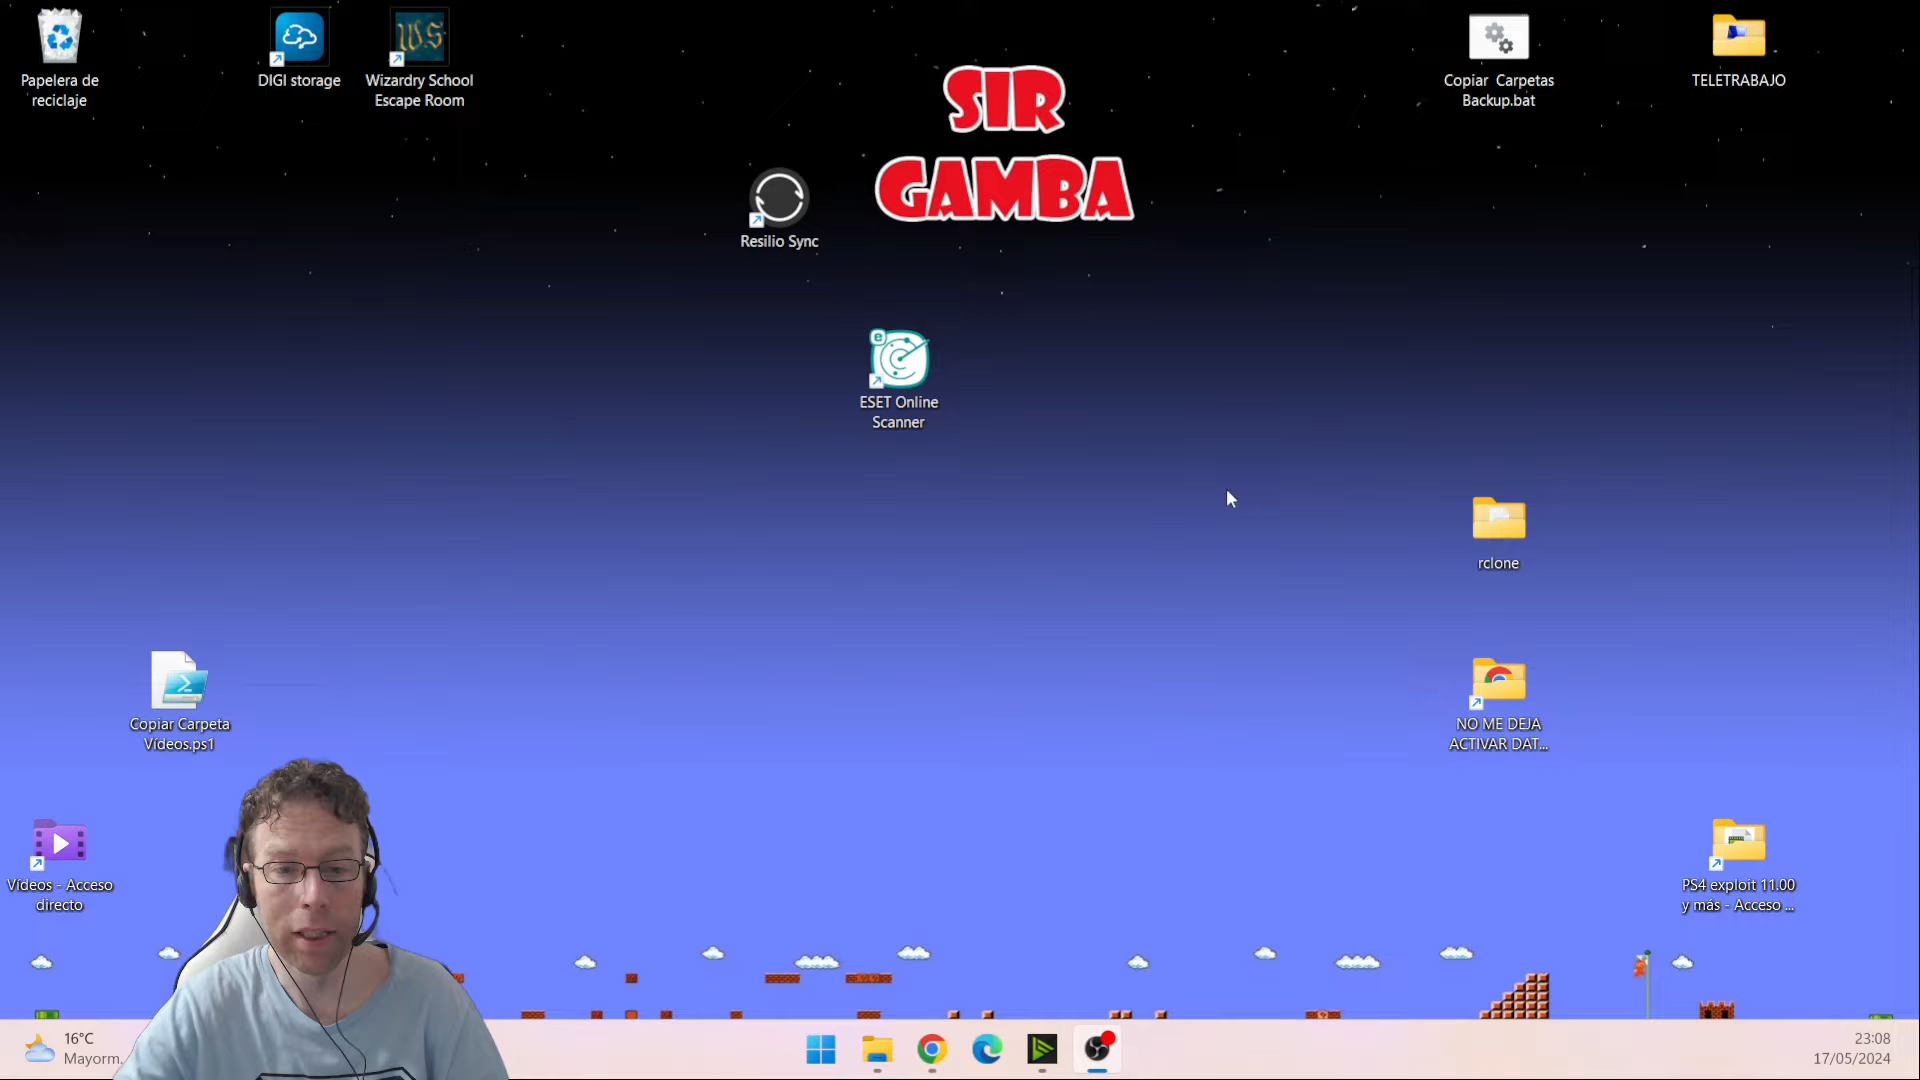 Papelera de
reciclaje
DIGI storage
Wizardry School
Escape Room
SIR
GAMBA
Copiar Carpetas
Backup.bat
TELETRABAJO
Resilio Sync
ESET Online
Scanner
rclone
Copiar Carpeta
Vídeos.ps1
NO ME DEJA
ACTIVAR DAT...
Vídeos - Acceso
directo
PS4 exploit 11.00
y más - Acceso ...
16°C
Mayorm.
23:08
17/05/2024